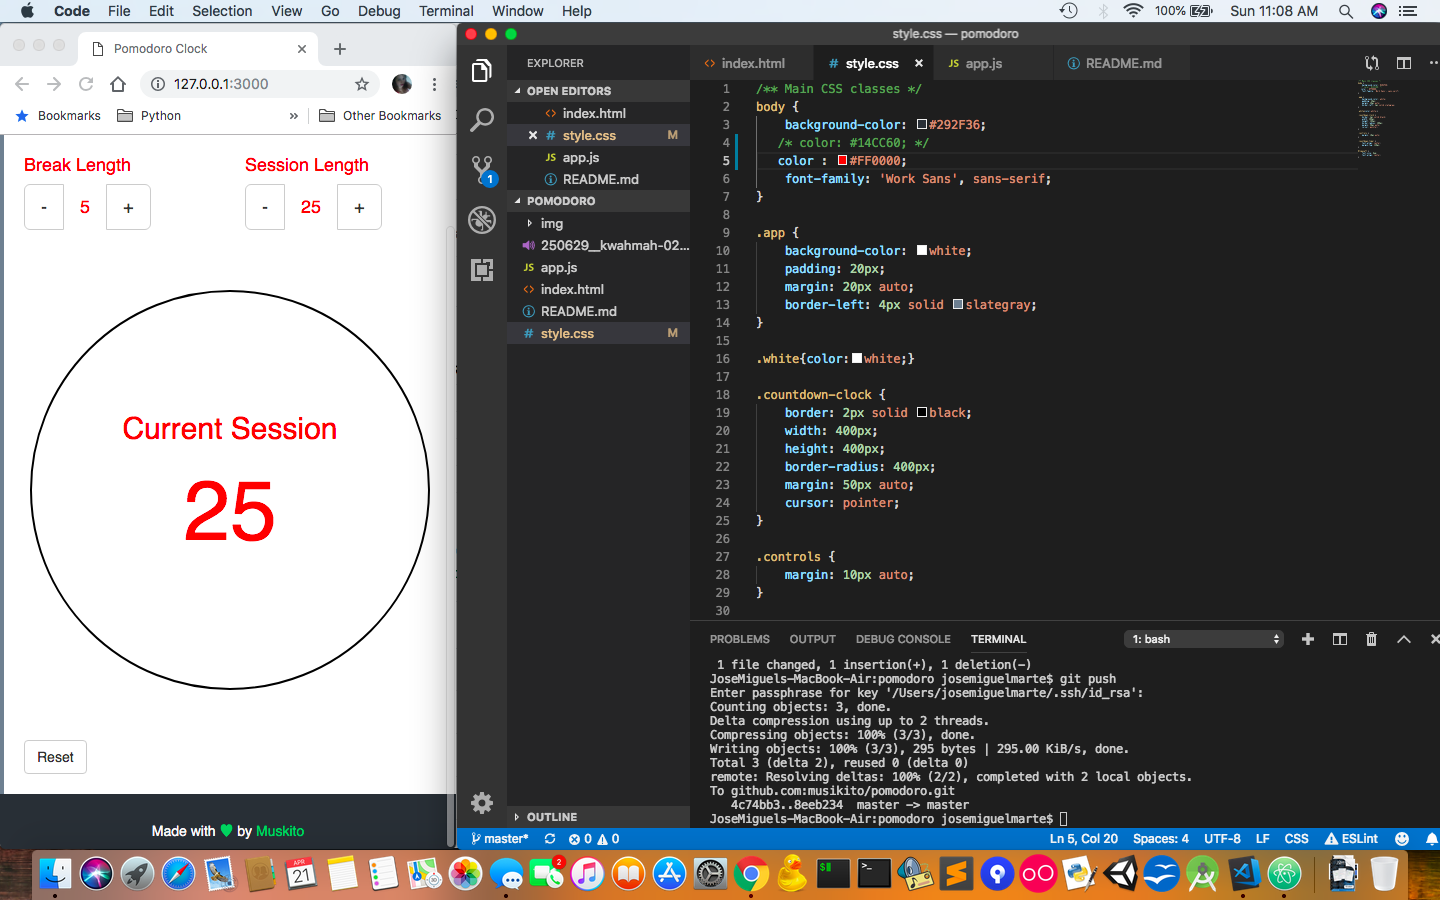 Code File Edit Selection View Go Debug Terminal Window Help 100% Sun 11:08 AM
Pomodoro Clock
127.0.0.1:3000
Bookmarks Python » Other Bookmarks
Break Length Session Length
- 5 + - 25 +
Current Session
25
Reset
Made with by Muskito
style.css — pomodoro
EXPLORER
OPEN EDITORS
index.html
style.css M
app.js
README.md
POMODORO
img
250629__kwahmah-02...
app.js
index.html
README.md
style.css M
OUTLINE
1
index.html style.css app.js README.md
1 /** Main CSS classes */
2 body {
3 background-color: #292F36;
4 /* color: #14CC60; */
5 color : #FF0000;
6 font-family: 'Work Sans', sans-serif;
7 }
8
9 .app {
10 background-color: white;
11 padding: 20px;
12 margin: 20px auto;
13 border-left: 4px solid slategray;
14 }
15
16 .white{color:white;}
17
18 .countdown-clock {
19 border: 2px solid black;
20 width: 400px;
21 height: 400px;
22 border-radius: 400px;
23 margin: 50px auto;
24 cursor: pointer;
25 }
26
27 .controls {
28 margin: 10px auto;
29 }
30
PROBLEMS OUTPUT DEBUG CONSOLE TERMINAL 1: bash
1 file changed, 1 insertion(+), 1 deletion(-)
JoseMiguels-MacBook-Air:pomodoro josemiguelmarte$ git push
Enter passphrase for key '/Users/josemiguelmarte/.ssh/id_rsa':
Counting objects: 3, done.
Delta compression using up to 2 threads.
Compressing objects: 100% (3/3), done.
Writing objects: 100% (3/3), 295 bytes | 295.00 KiB/s, done.
Total 3 (delta 2), reused 0 (delta 0)
remote: Resolving deltas: 100% (2/2), completed with 2 local objects.
To github.com:musikito/pomodoro.git
4c74bb3..8eeb234 master -> master
JoseMiguels-MacBook-Air:pomodoro josemiguelmarte$
master* 0 0 Ln 5, Col 20 Spaces: 4 UTF-8 LF CSS ESLint
APR
21
2